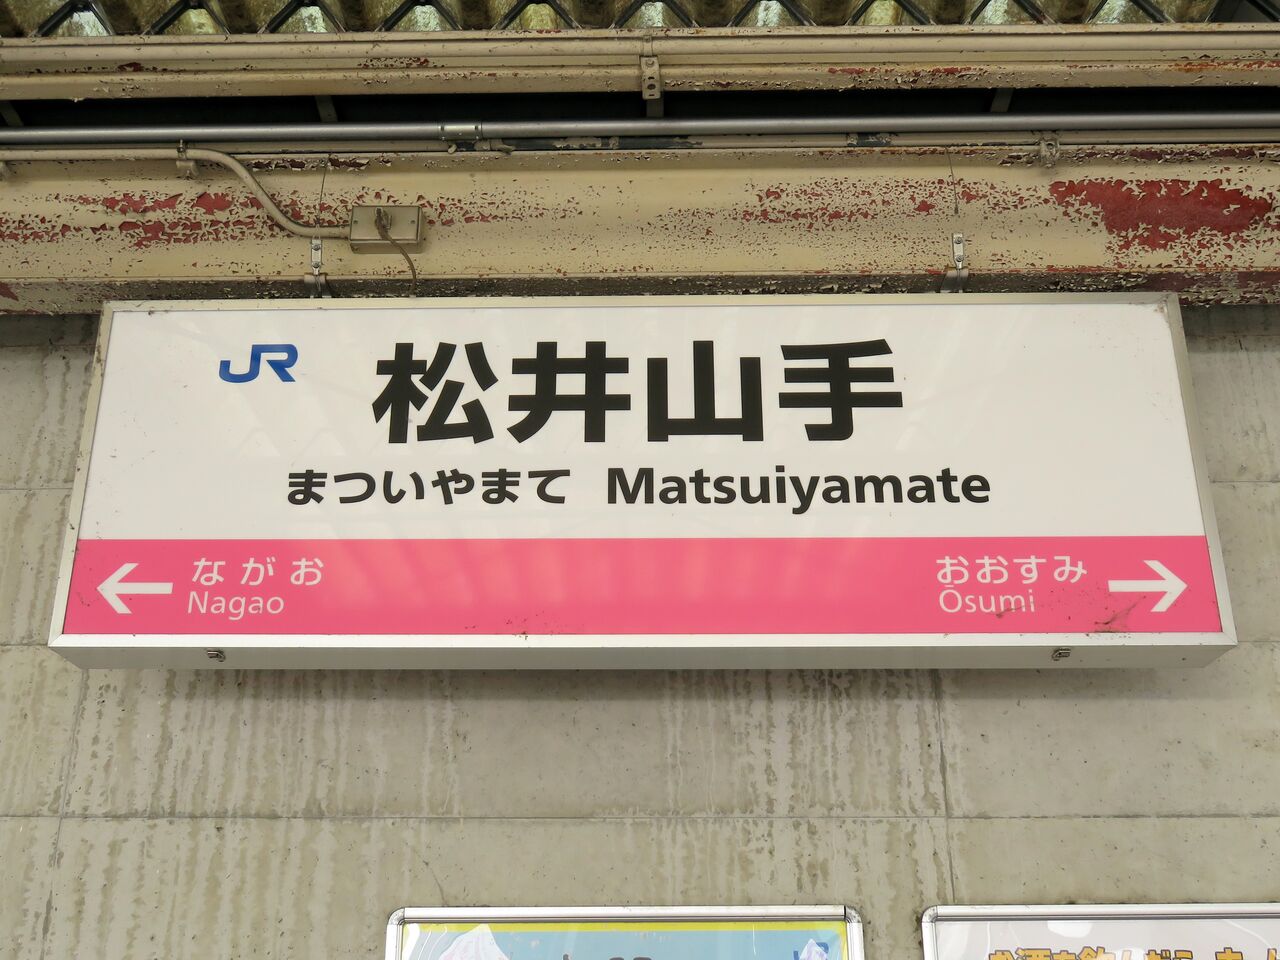 JR 松井山手
まついやまて Matsuiyamate
← ながお おおすみ →
Nagao Ōsumi